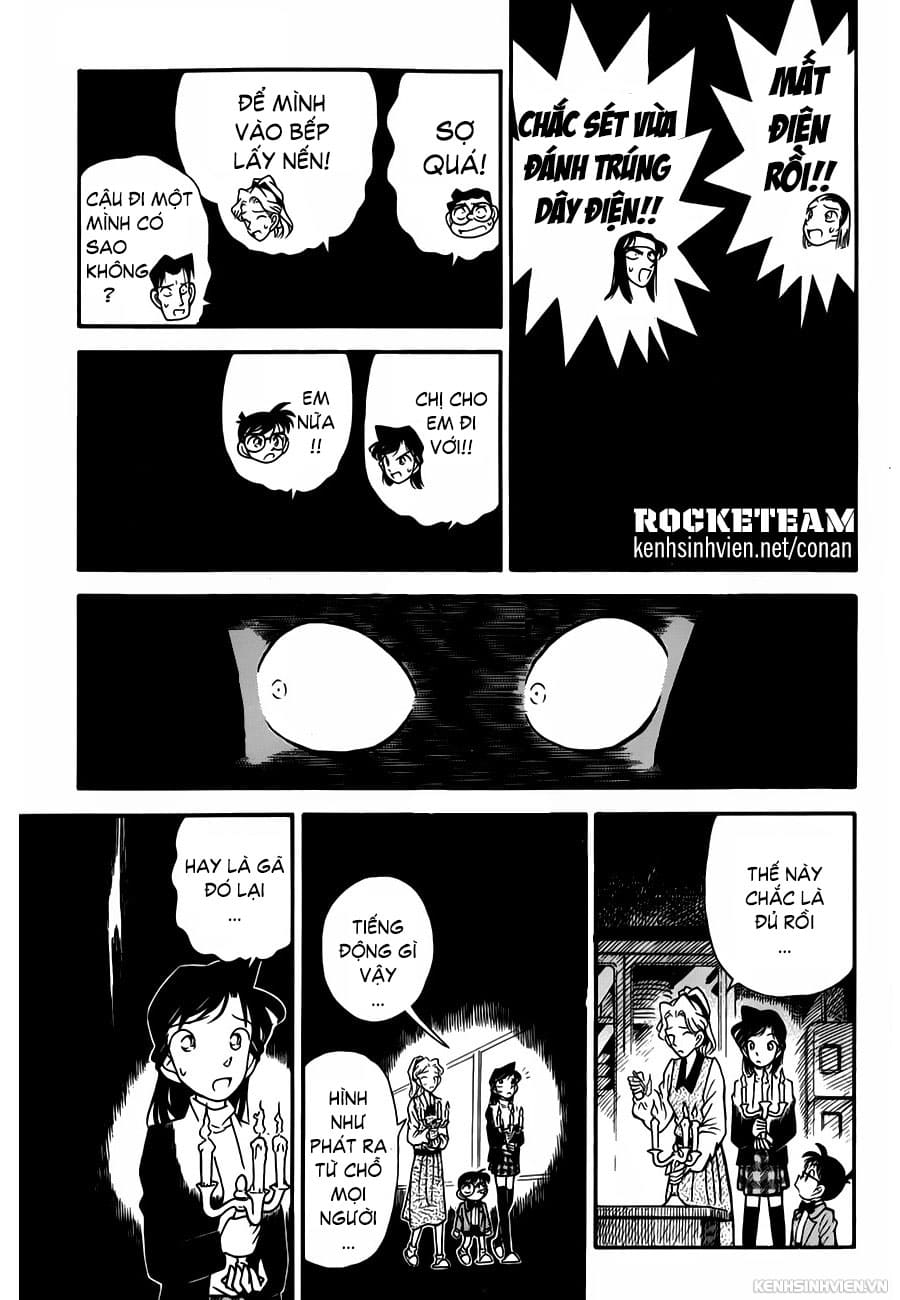 MẤT
ĐIỆN
RỒI!!
CHẮC SÉT VỪA
ĐÁNH TRÚNG
DÂY ĐIỆN!!
SỢ
QUÁ!
ĐỂ MÌNH
VÀO BẾP
LẤY NẾN!
CẬU ĐI MỘT
MÌNH CÓ
SAO
KHÔNG
?
CHỊ CHO
EM ĐI
VỚI!!
EM
NỮA
!!
ROCKETEAM
kenhsinhvien.net/conan
THẾ NÀY
CHẮC LÀ
ĐỦ RỒI
...
TIẾNG
ĐỘNG GÌ
VẬY
...
HÌNH
NHƯ
PHÁT RA
TỪ CHỖ
MỌI
NGƯỜI
...
HAY LÀ GÃ
ĐÓ LẠI
...
KENHSINHVIEN.VN